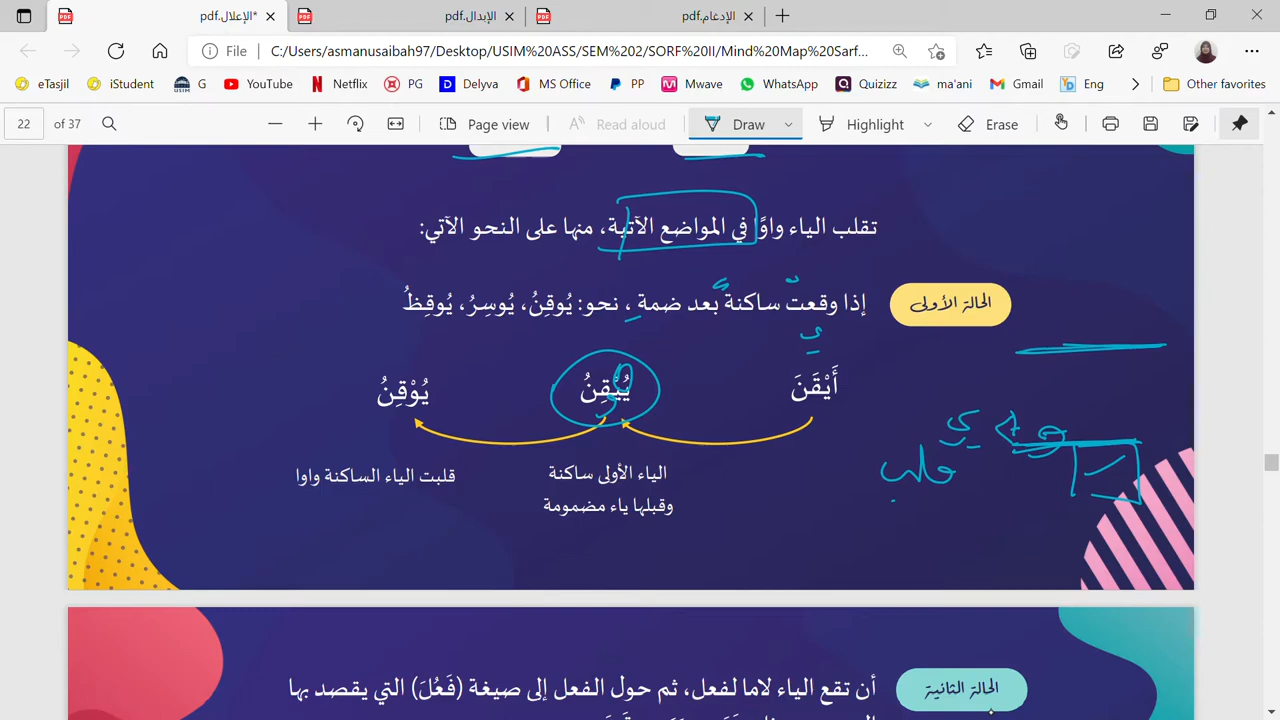 الإعلال.pdf*
الإبدال.pdf
الإدغام.pdf
File
C:/Users/asmanusaibah97/Desktop/USIM%20ASS/SEM%202/SORF%20II/Mind%20Map%20Sarf...
eTasjil iStudent G YouTube Netflix PG Delyva MS Office PP Mwave WhatsApp Quizizz ma'ani Gmail Eng Other favorites
22 of 37 Page view Read aloud Draw Highlight Erase
تقلب الياء واوًا في المواضع الآتية، منها على النحو الآتي:
الحالة الأولى
إذا وقعت ساكنة بعد ضمة، نحو: يُوقِنُ، يُوسِرُ، يُوقِظُ
أَيْقَنَ
يُيْقِنُ
يُوْقِنُ
الياء الأولى ساكنة
وقبلها ياء مضمومة
قلبت الياء الساكنة واوا
الحالة الثانية
أن تقع الياء لاما لفعل، ثم حول الفعل إلى صيغة (فَعُلَ) التي يقصد بها